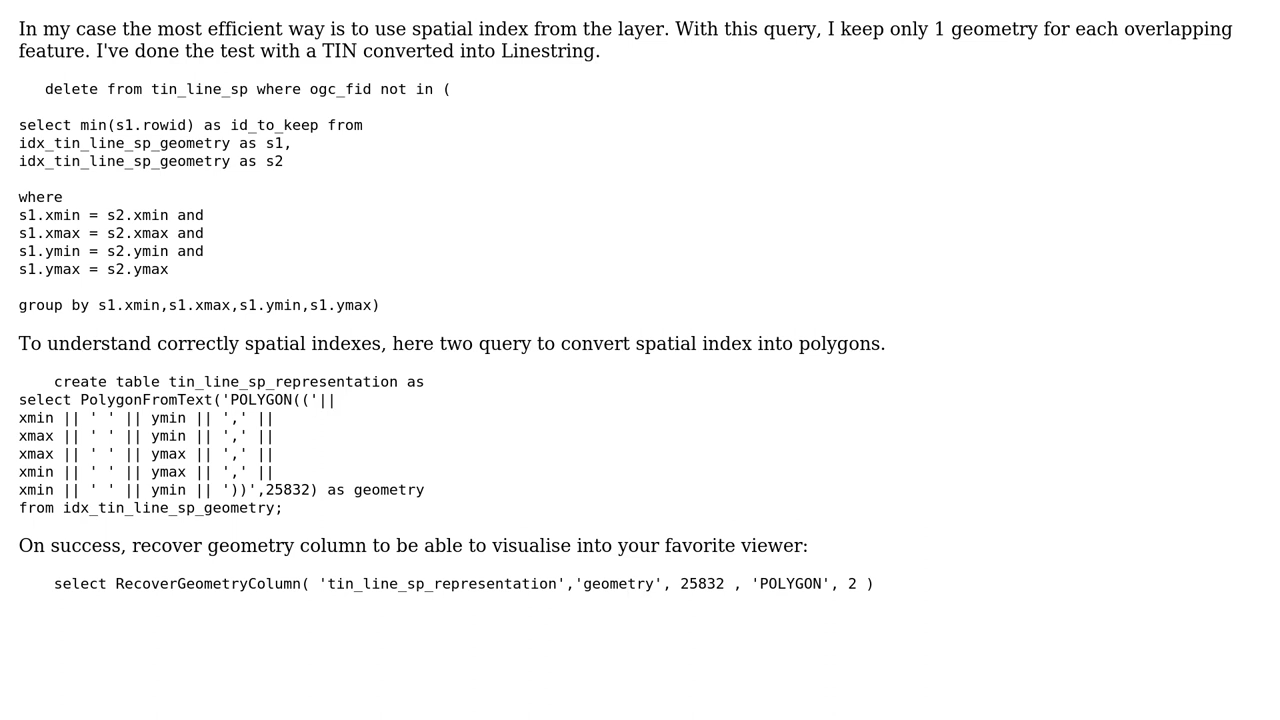 In my case the most efficient way is to use spatial index from the layer. With this query, I keep only 1 geometry for each overlapping
feature. I've done the test with a TIN converted into Linestring.
delete from tin_line_sp where ogc_fid not in (
select min(s1.rowid) as id_to_keep from
idx_tin_line_sp_geometry as s1,
idx_tin_line_sp_geometry as s2
where
s1.xmin = s2.xmin and
s1.xmax = s2.xmax and
s1.ymin = s2.ymin and
s1.ymax = s2.ymax
group by s1.xmin,s1.xmax,s1.ymin,s1.ymax)
To understand correctly spatial indexes, here two query to convert spatial index into polygons.
create table tin_line_sp_representation as
select PolygonFromText('POLYGON(('||
xmin || ' ' || ymin || ',' ||
xmax || ' ' || ymin || ',' ||
xmax || ' ' || ymax || ',' ||
xmin || ' ' || ymax || ',' ||
xmin || ' ' || ymin || '))',25832) as geometry
from idx_tin_line_sp_geometry;
On success, recover geometry column to be able to visualise into your favorite viewer:
select RecoverGeometryColumn( 'tin_line_sp_representation','geometry', 25832 , 'POLYGON', 2 )